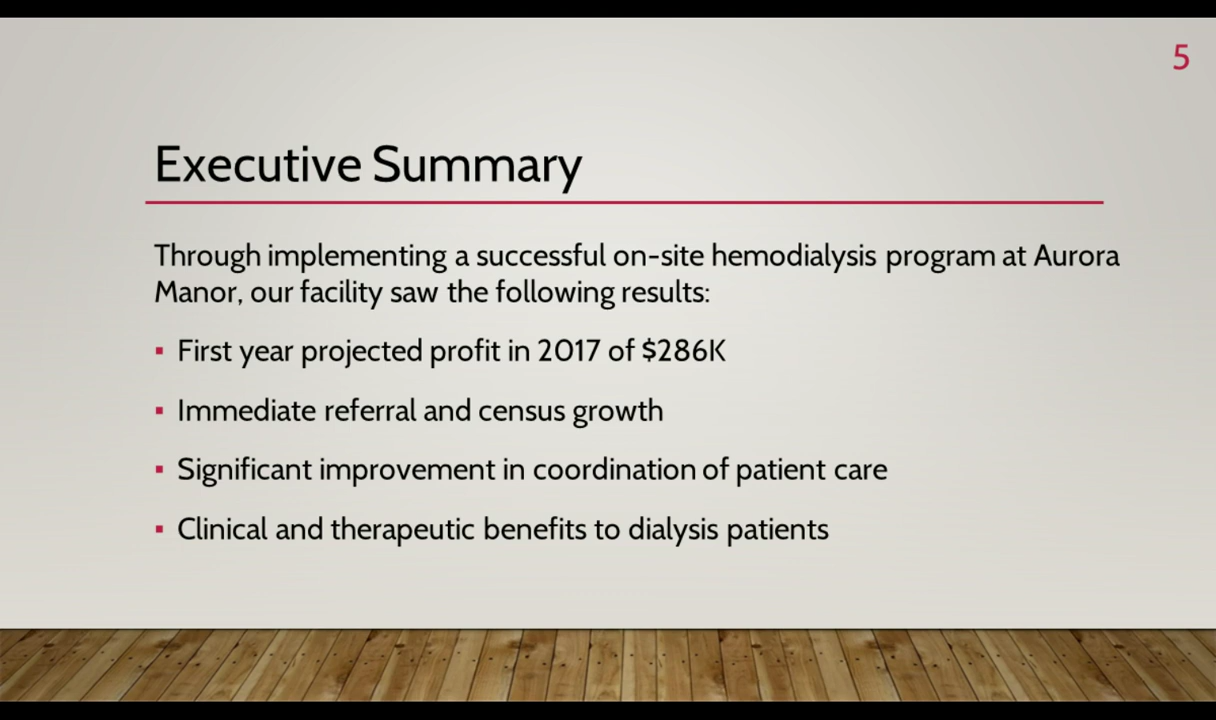 5
Executive Summary
Through implementing a successful on-site hemodialysis program at Aurora
Manor, our facility saw the following results:
▪ First year projected profit in 2017 of $286K
▪ Immediate referral and census growth
▪ Significant improvement in coordination of patient care
▪ Clinical and therapeutic benefits to dialysis patients